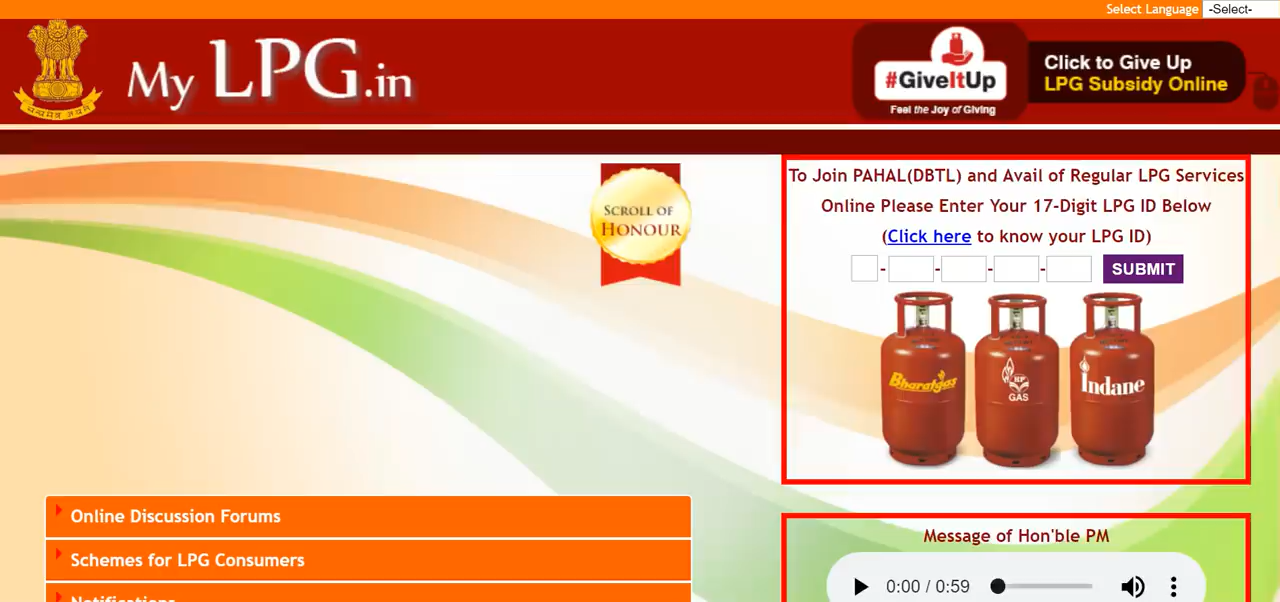 Select Language -Select-
My LPG.in
#GiveItUp
Feel the Joy of Giving
Click to Give Up
LPG Subsidy Online
SCROLL OF
HONOUR
To Join PAHAL(DBTL) and Avail of Regular LPG Services
Online Please Enter Your 17-Digit LPG ID Below
(Click here to know your LPG ID)
- - - - SUBMIT
Bharatgas
HP
GAS
Indane
Online Discussion Forums
Schemes for LPG Consumers
Notifications
Message of Hon'ble PM
0:00 / 0:59